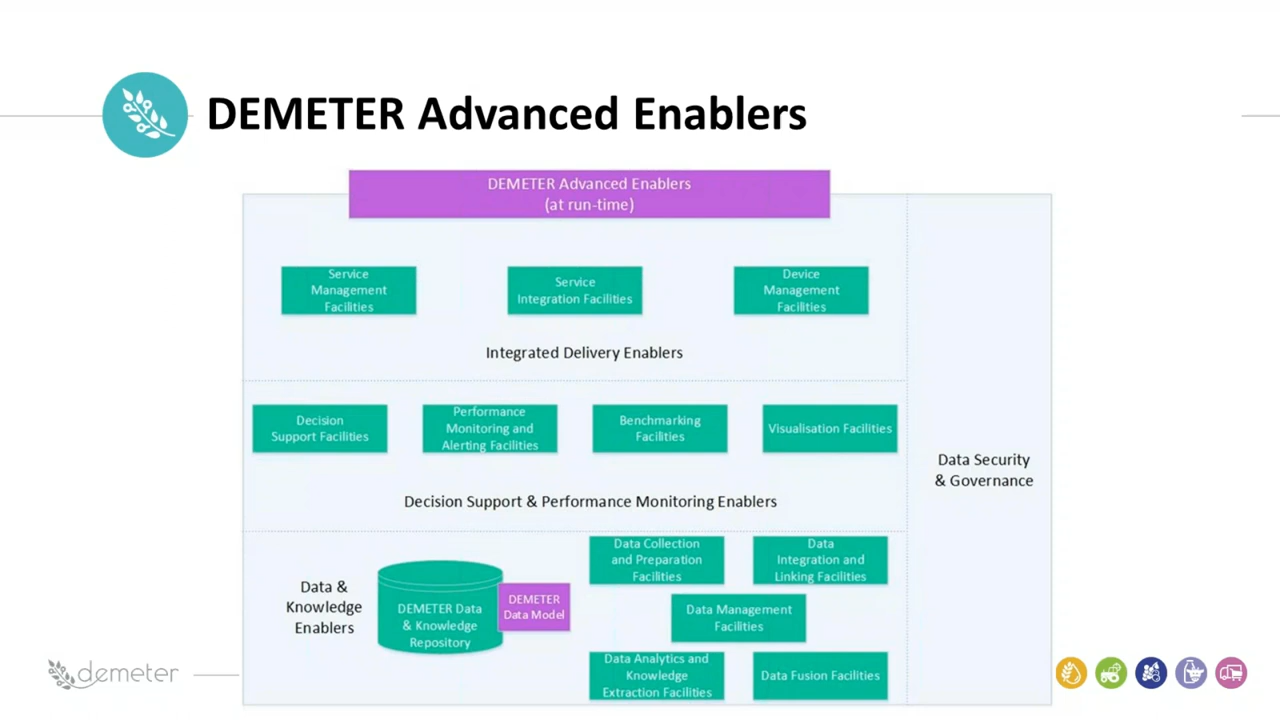 DEMETER Advanced Enablers
DEMETER Advanced Enablers
(at run-time)
Service
Management
Facilities
Service
Integration Facilities
Device
Management
Facilities
Integrated Delivery Enablers
Decision
Support Facilities
Performance
Monitoring and
Alerting Facilities
Benchmarking
Facilities
Visualisation Facilities
Decision Support & Performance Monitoring Enablers
Data Security
& Governance
Data &
Knowledge
Enablers
DEMETER Data
& Knowledge
Repository
DEMETER
Data Model
Data Collection
and Preparation
Facilities
Data
Integration and
Linking Facilities
Data Management
Facilities
Data Analytics and
Knowledge
Extraction Facilities
Data Fusion Facilities
demeter